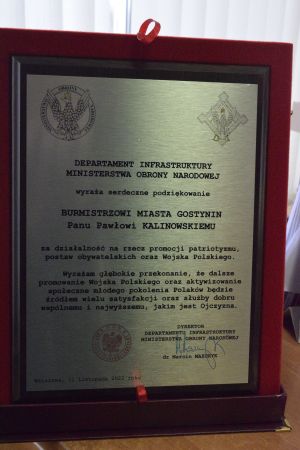 DEPARTAMENT INFRASTRUKTURY
MINISTERSTWA OBRONY NARODOWEJ
wyraża serdeczne podziękowanie
BURMISTRZOWI MIASTA GOSTYNIN
Panu Pawłowi KALINOWSKIEMU
za działalność na rzecz promocji patriotyzmu,
postaw obywatelskich oraz Wojska Polskiego.
Wyrażam głębokie przekonanie, że dalsze
promowanie Wojska Polskiego oraz aktywizowanie
społeczne młodego pokolenia Polaków będzie
źródłem wielu satysfakcji oraz służby dobru
wspólnemu i najwyższemu, jakim jest Ojczyzna.
DYREKTOR
DEPARTAMENTU INFRASTRUKTURY
MINISTERSTWA OBRONY NARODOWEJ
dr Marcin
Warszawa, 11 listopada 2022 roku